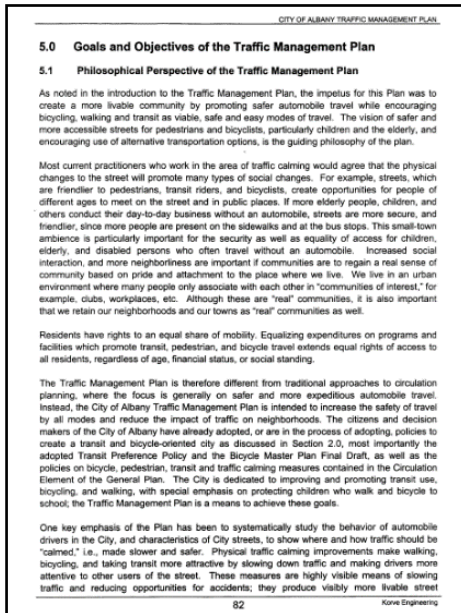 CITY OF ALBANY TRAFFIC MANAGEMENT PLAN
5.0 Goals and Objectives of the Traffic Management Plan
5.1 Philosophical Perspective of the Traffic Management Plan
As noted in the introduction to the Traffic Management Plan, the impetus for this Plan was to
create a more livable community by promoting safer automobile travel while encouraging
bicycling, walking and transit as viable, safe and easy modes of travel. The vision of safer and
more accessible streets for pedestrians and bicyclists, particularly children and the elderly, and
encouraging use of alternative transportation options, is the guiding philosophy of the plan.
Most current practitioners who work in the area of traffic calming would agree that the physical
changes to the street will promote many types of social changes. For example, streets, which
are friendlier to pedestrians, transit riders, and bicyclists, create opportunities for people of
different ages to meet on the street and in public places. If more elderly people, children, and
others conduct their day-to-day business without an automobile, streets are more secure, and
friendlier, since more people are present on the sidewalks and at the bus stops. This small-town
ambience is particularly important for the security as well as equality of access for children,
elderly, and disabled persons who often travel without an automobile. Increased social
interaction, and more neighborliness are important if communities are to regain a real sense of
community based on pride and attachment to the place where we live. We live in an urban
environment where many people only associate with each other in "communities of interest," for
example, clubs, workplaces, etc. Although these are "real" communities, it is also important
that we retain our neighborhoods and our towns as "real" communities as well.
Residents have rights to an equal share of mobility. Equalizing expenditures on programs and
facilities which promote transit, pedestrian, and bicycle travel extends equal rights of access to
all residents, regardless of age, financial status, or social standing.
The Traffic Management Plan is therefore different from traditional approaches to circulation
planning, where the focus is generally on safer and more expeditious automobile travel.
Instead, the City of Albany Traffic Management Plan is intended to increase the safety of travel
by all modes and reduce the impact of traffic on neighborhoods. The citizens and decision
makers of the City of Albany have already adopted, or are in the process of adopting, policies to
create a transit and bicycle-oriented city as discussed in Section 2.0, most importantly the
adopted Transit Preference Policy and the Bicycle Master Plan Final Draft, as well as the
policies on bicycle, pedestrian, transit and traffic calming measures contained in the Circulation
Element of the General Plan. The City is dedicated to improving and promoting transit use,
bicycling, and walking, with special emphasis on protecting children who walk and bicycle to
school; the Traffic Management Plan is a means to achieve these goals.
One key emphasis of the Plan has been to systematically study the behavior of automobile
drivers in the City, and characteristics of City streets, to show where and how traffic should be
"calmed," i.e., made slower and safer. Physical traffic calming improvements make walking,
bicycling, and taking transit more attractive by slowing down traffic and making drivers more
attentive to other users of the street. These measures are highly visible means of slowing
traffic and reducing opportunities for accidents; they produce visibly more livable street
82
Korve Engineering